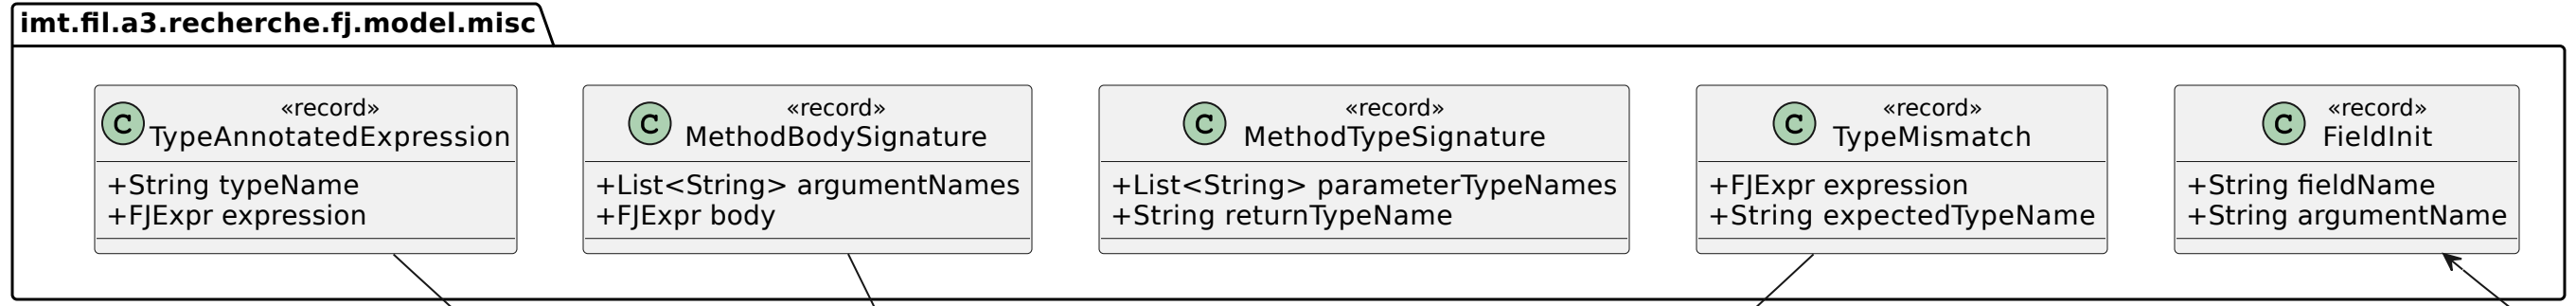 imt.fil.a3.recherche.fj.model.misc
C
«record»
TypeAnnotatedExpression
+String typeName
+FJExpr expression
C
«record»
MethodBodySignature
+List<String> argumentNames
+FJExpr body
C
«record»
MethodTypeSignature
+List<String> parameterTypeNames
+String returnTypeName
C
«record»
TypeMismatch
+FJExpr expression
+String expectedTypeName
C
«record»
FieldInit
+String fieldName
+String argumentName